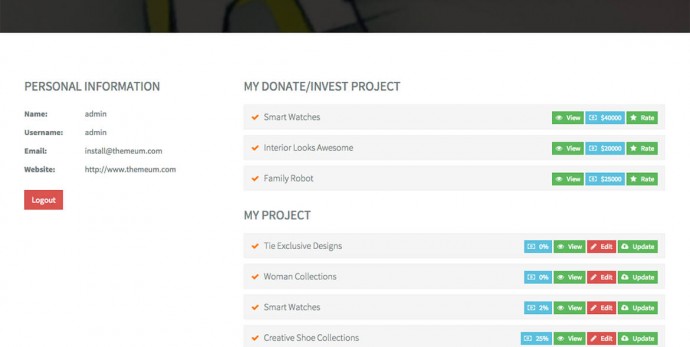 PERSONAL INFORMATION
Name: admin
Username: admin
Email: install@themeum.com
Website: http://www.themeum.com
Logout
MY DONATE/INVEST PROJECT
Smart Watches View $40000 Rate
Interior Looks Awesome View $20000 Rate
Family Robot View $25000 Rate
MY PROJECT
Tie Exclusive Designs 0% View Edit Update
Woman Collections 0% View Edit Update
Smart Watches 2% View Edit Update
Creative Shoe Collections 25% View Edit Update